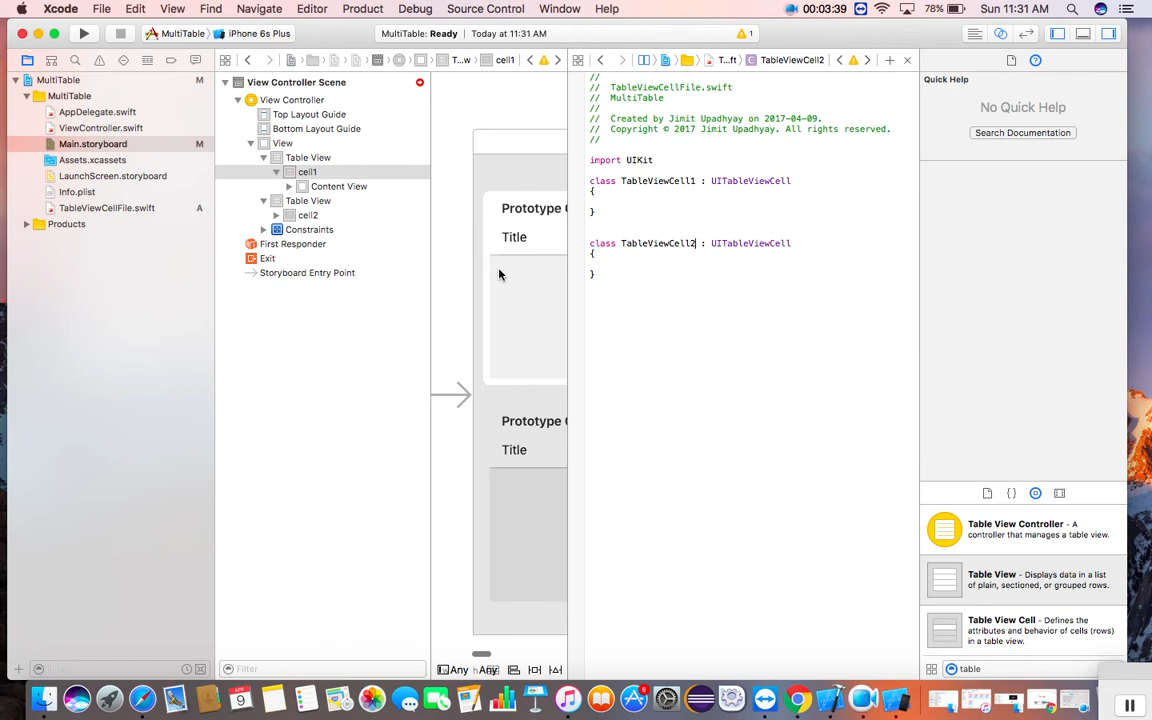 Xcode File Edit View Find Navigate Editor Product Debug Source Control Window Help 00:03:39 78% Sun 11:31 AM
MultiTable iPhone 6s Plus MultiTable: Ready Today at 11:31 AM 1
T...w cell1 T....ft TableViewCell2
MultiTable M
MultiTable
AppDelegate.swift
ViewController.swift
Main.storyboard M
Assets.xcassets
LaunchScreen.storyboard
Info.plist
TableViewCellFile.swift A
Products
View Controller Scene
View Controller
Top Layout Guide
Bottom Layout Guide
View
Table View
cell1
Content View
Table View
cell2
Constraints
First Responder
Exit
Storyboard Entry Point
Prototype C
Title
Prototype C
Title
//
// TableViewCellFile.swift
// MultiTable
//
// Created by Jimit Upadhyay on 2017-04-09.
// Copyright © 2017 Jimit Upadhyay. All rights reserved.
//
import UIKit
class TableViewCell1 : UITableViewCell
{
}
class TableViewCell2 : UITableViewCell
{
}
Quick Help
No Quick Help
Search Documentation
{ }
Table View Controller - A
controller that manages a table view.
Table View - Displays data in a list
of plain, sectioned, or grouped rows.
Table View Cell - Defines the
attributes and behavior of cells (rows)
in a table view.
Filter
Any
Any
table
9